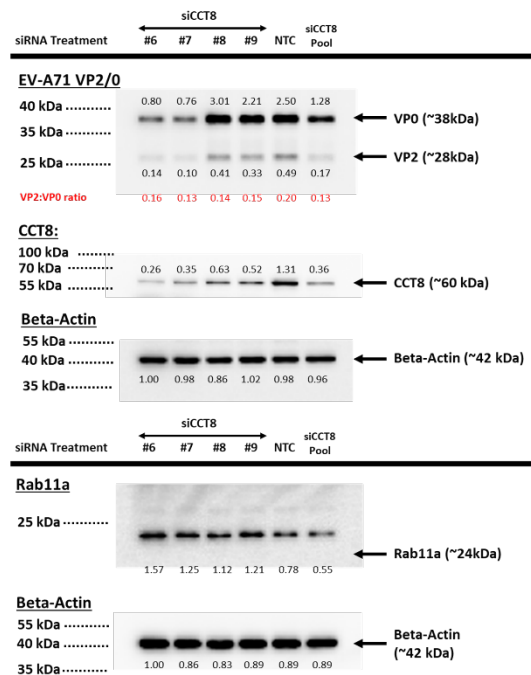 siCCT8
siRNA Treatment #6 #7 #8 #9 NTC siCCT8 Pool
EV-A71 VP2/0
40 kDa ............. 0.80 0.76 3.01 2.21 2.50 1.28
VP0 (~38kDa)
35 kDa .............
VP2 (~28kDa)
25 kDa .............
0.14 0.10 0.41 0.33 0.49 0.17
VP2:VP0 ratio 0.16 0.13 0.14 0.15 0.20 0.13
CCT8:
100 kDa .............
70 kDa ............. 0.26 0.35 0.63 0.52 1.31 0.36
55 kDa ............. CCT8 (~60 kDa)
Beta-Actin
55 kDa .............
40 kDa ............. Beta-Actin (~42 kDa)
35 kDa ............. 1.00 0.98 0.86 1.02 0.98 0.96
siCCT8
siRNA Treatment #6 #7 #8 #9 NTC siCCT8 Pool
Rab11a
25 kDa .............
Rab11a (~24kDa)
1.57 1.25 1.12 1.21 0.78 0.55
Beta-Actin
55 kDa .............
40 kDa ............. Beta-Actin
(~42 kDa)
35 kDa ............. 1.00 0.86 0.83 0.89 0.89 0.89